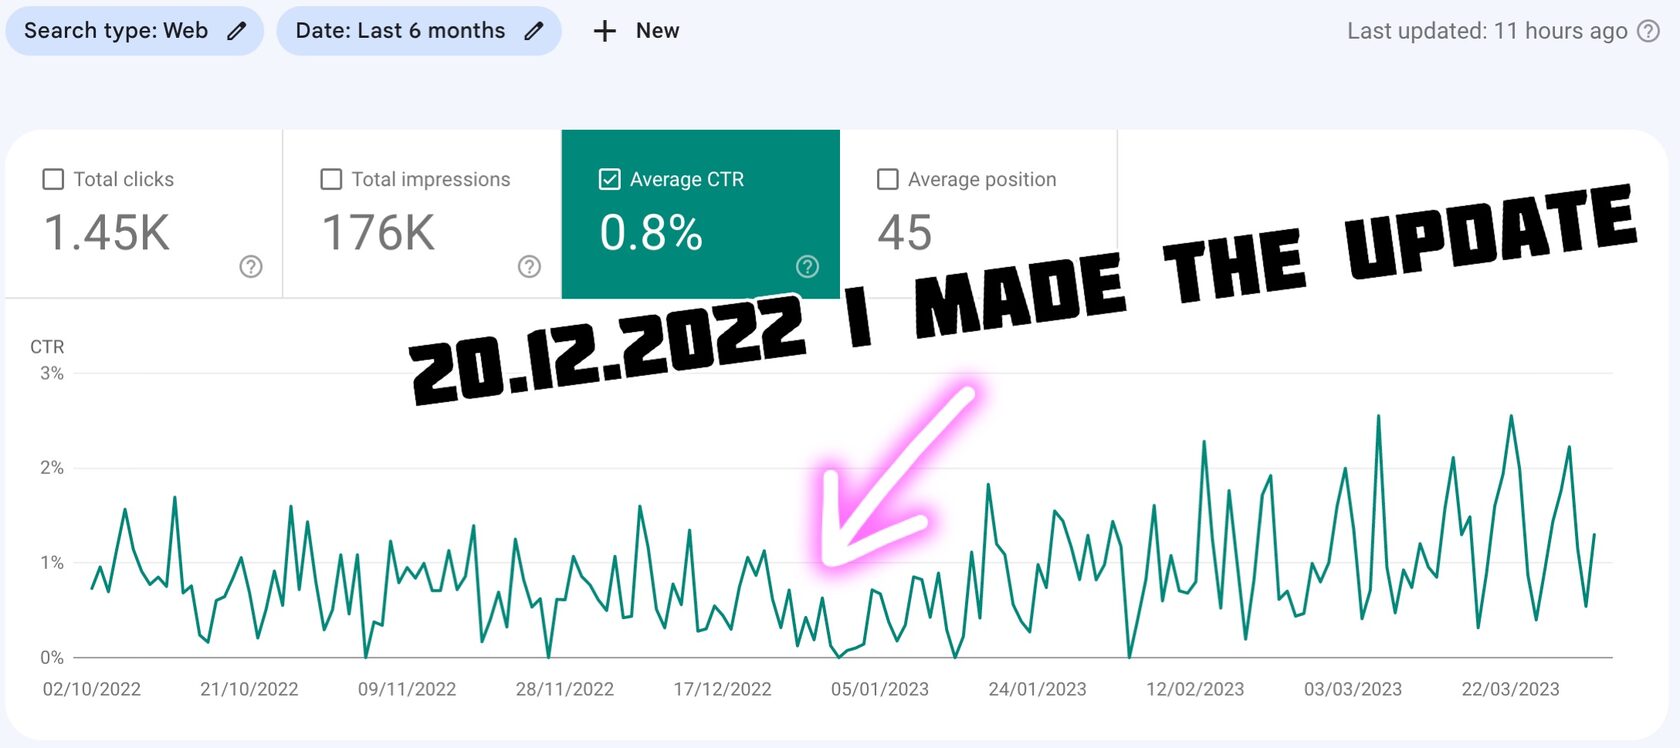 Search type: Web Date: Last 6 months + New Last updated: 11 hours ago
Total clicks Total impressions Average CTR Average position
1.45K 176K 0.8% 45
20.12.2022 I MADE THE UPDATE
CTR
3%
2%
1%
0%
02/10/2022 21/10/2022 09/11/2022 28/11/2022 17/12/2022 05/01/2023 24/01/2023 12/02/2023 03/03/2023 22/03/2023